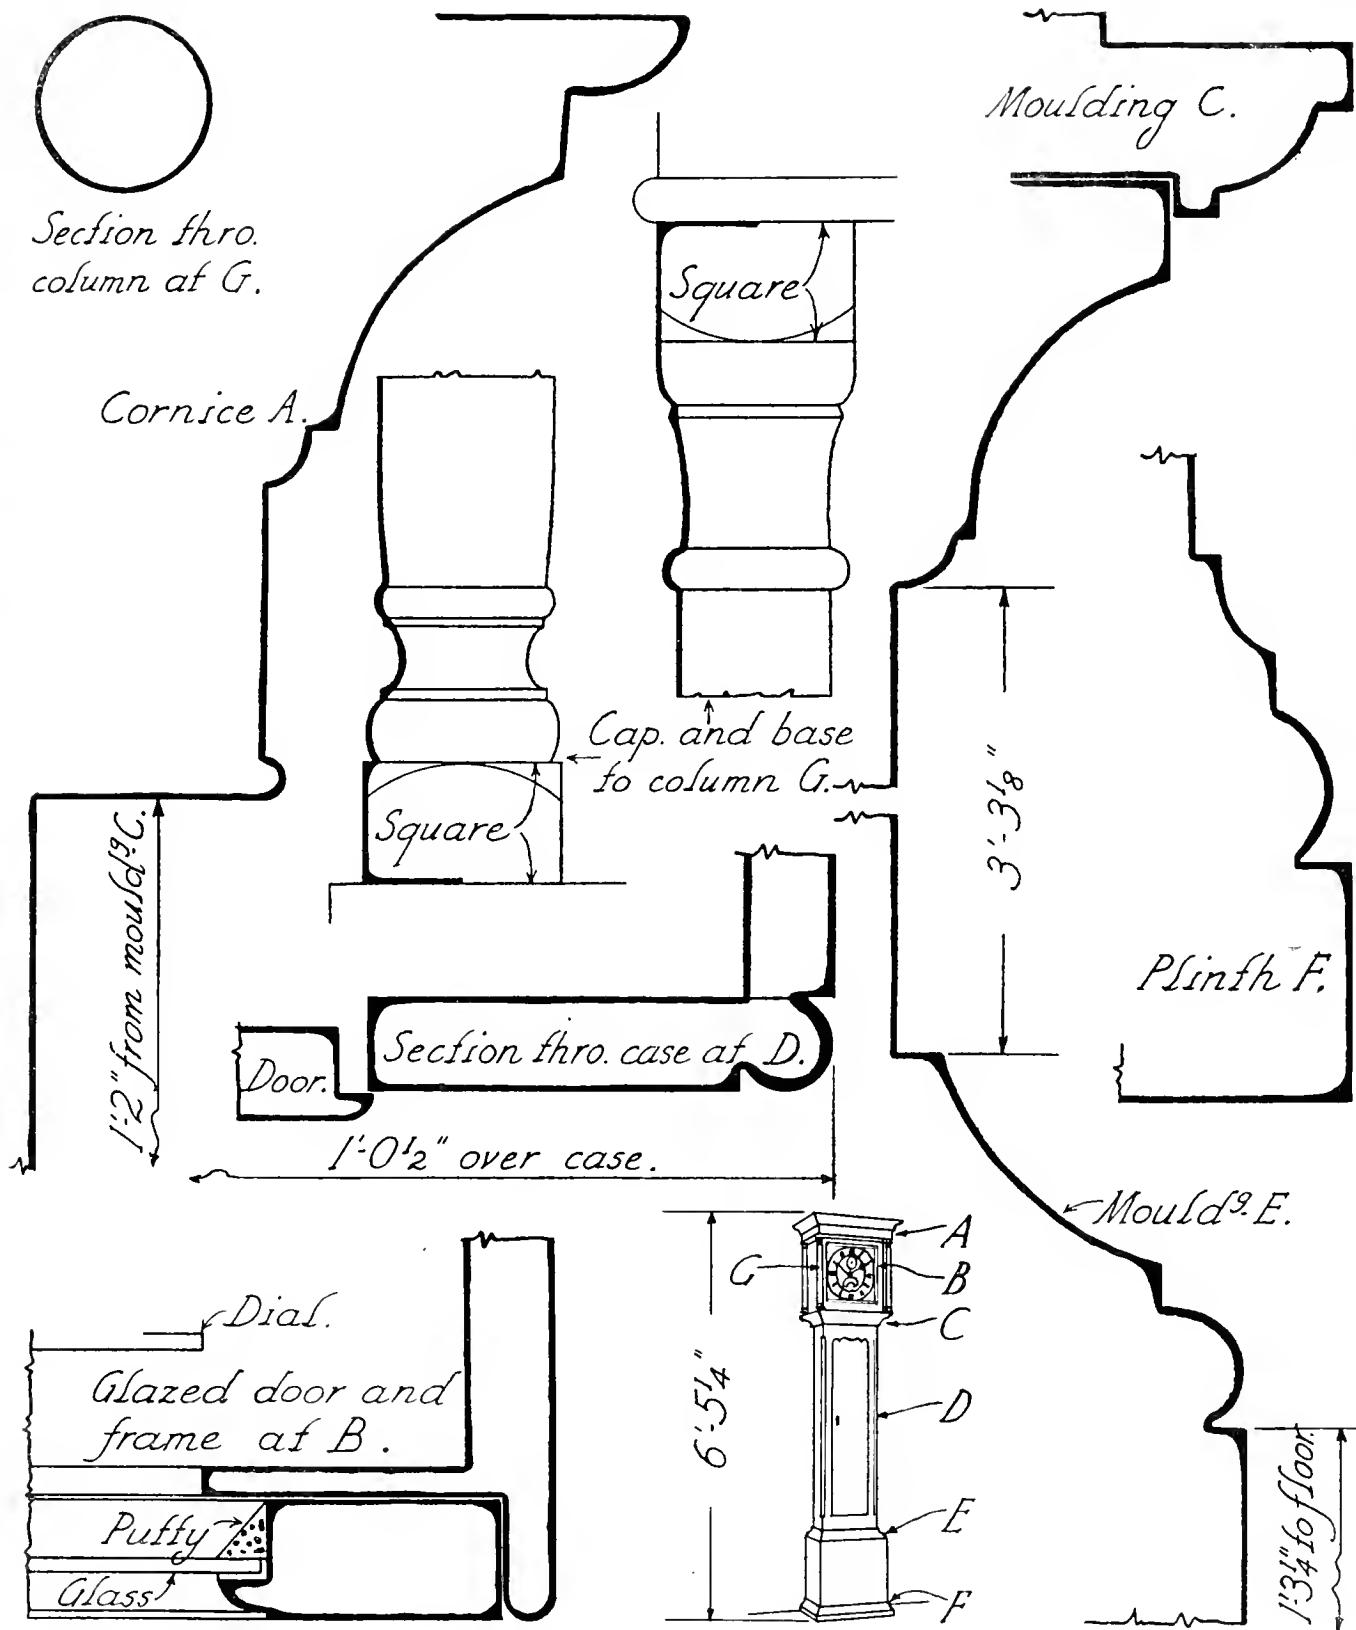 Moulding C.
Section thro.
column at G.
Square
Cornice A.
Cap. and base
to column G.
Square
3'-3⅛"
1'-2" from mould⁹. C.
Plinth F.
Section thro. case at D.
Door.
1'-0½" over case.
Mould⁹. E.
A
G
B
C
Dial.
6'-5¼"
Glazed door and
frame at B.
D
E
1'3¼" to floor.
Putty
Glass
F